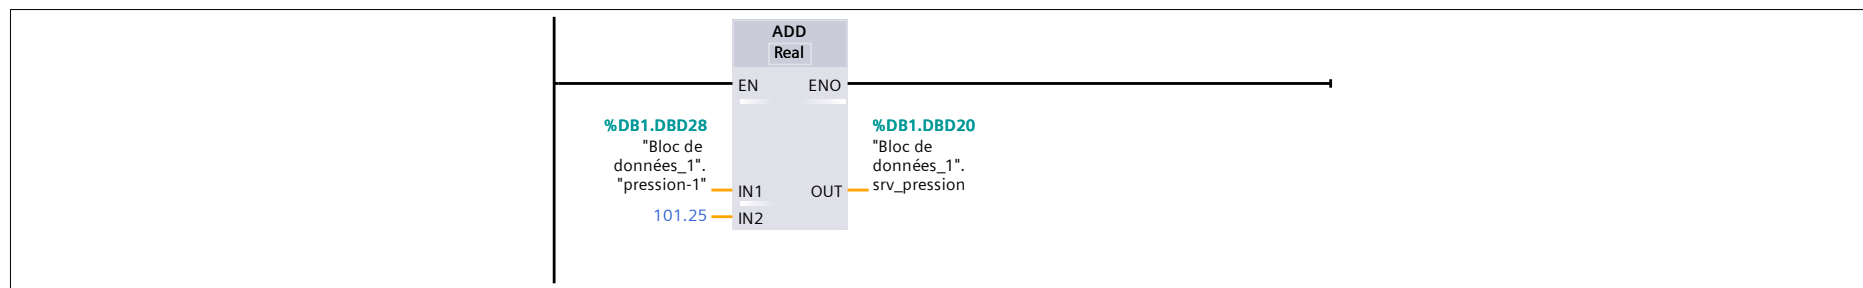 ADD
Real
EN ENO
%DB1.DBD28
"Bloc de
données_1".
"pression-1"
IN1
101.25
IN2
%DB1.DBD20
"Bloc de
données_1".
srv_pression
OUT